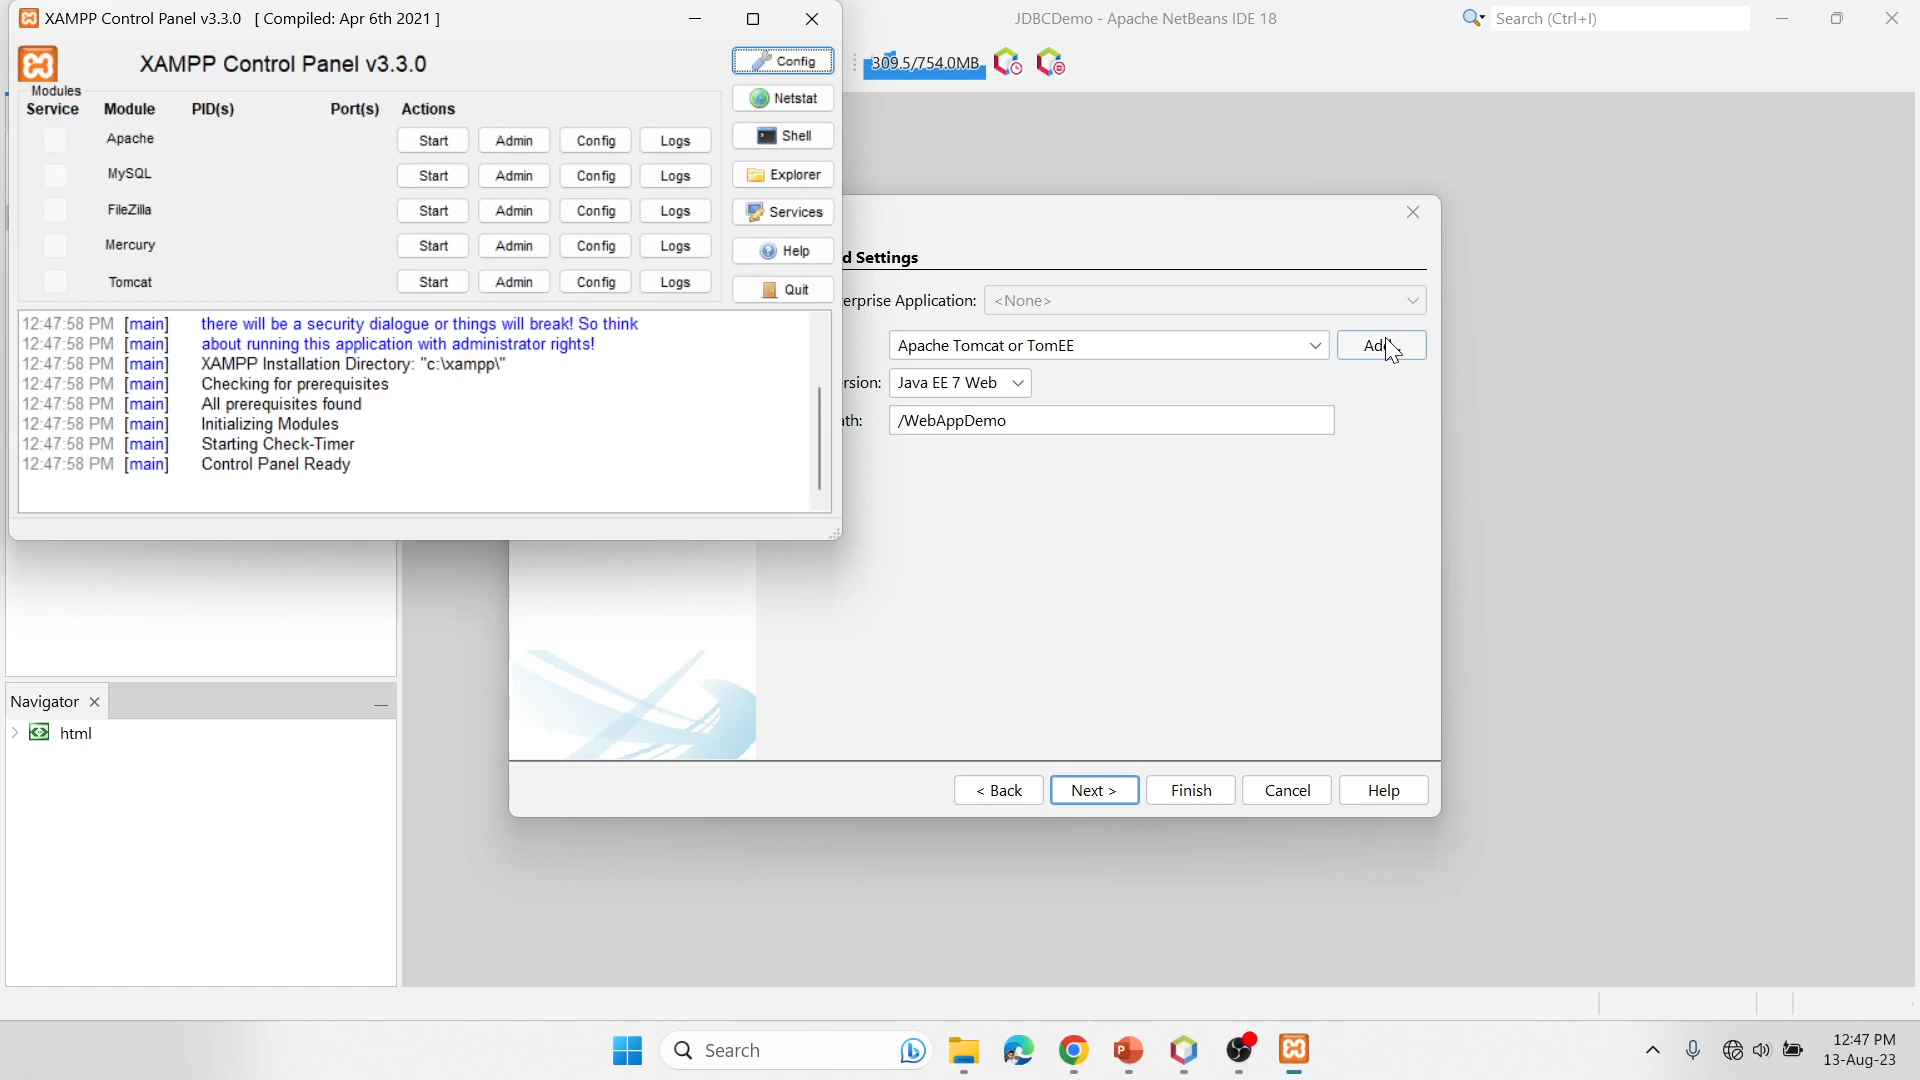 XAMPP Control Panel v3.3.0 [ Compiled: Apr 6th 2021 ]
JDBCDemo - Apache NetBeans IDE 18
Search (Ctrl+I)
XAMPP Control Panel v3.3.0
Config
309.5/754.0MB
Modules
Service Module PID(s) Port(s) Actions
Netstat
Apache Start Admin Config Logs
Shell
MySQL Start Admin Config Logs
Explorer
FileZilla Start Admin Config Logs
Services
Mercury Start Admin Config Logs
Help
Tomcat Start Admin Config Logs
Quit
12:47:58 PM [main] there will be a security dialogue or things will break! So think
12:47:58 PM [main] about running this application with administrator rights!
12:47:58 PM [main] XAMPP Installation Directory: "c:\xampp\"
12:47:58 PM [main] Checking for prerequisites
12:47:58 PM [main] All prerequisites found
12:47:58 PM [main] Initializing Modules
12:47:58 PM [main] Starting Check-Timer
12:47:58 PM [main] Control Panel Ready
d Settings
erprise Application: <None>
Apache Tomcat or TomEE
rsion: Java EE 7 Web
ath: /WebAppDemo
< Back Next > Finish Cancel Help
Navigator
html
Search
12:47 PM
13-Aug-23